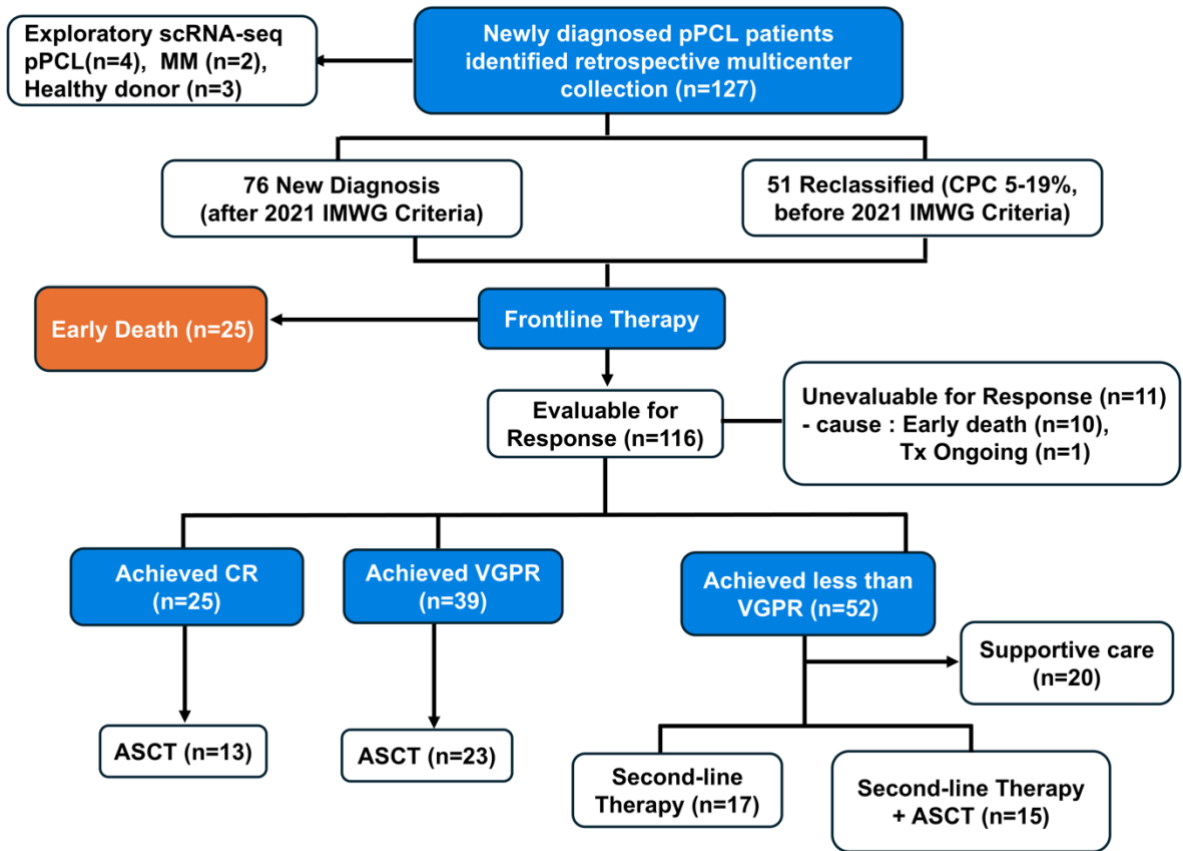 Exploratory scRNA-seq
pPCL(n=4), MM (n=2),
Healthy donor (n=3)
Newly diagnosed pPCL patients
identified retrospective multicenter
collection (n=127)
76 New Diagnosis
(after 2021 IMWG Criteria)
51 Reclassified (CPC 5-19%,
before 2021 IMWG Criteria)
Early Death (n=25)
Frontline Therapy
Evaluable for
Response (n=116)
Unevaluable for Response (n=11)
- cause : Early death (n=10),
Tx Ongoing (n=1)
Achieved CR
(n=25)
Achieved VGPR
(n=39)
Achieved less than
VGPR (n=52)
Supportive care
(n=20)
ASCT (n=13)
ASCT (n=23)
Second-line
Therapy (n=17)
Second-line Therapy
+ ASCT (n=15)